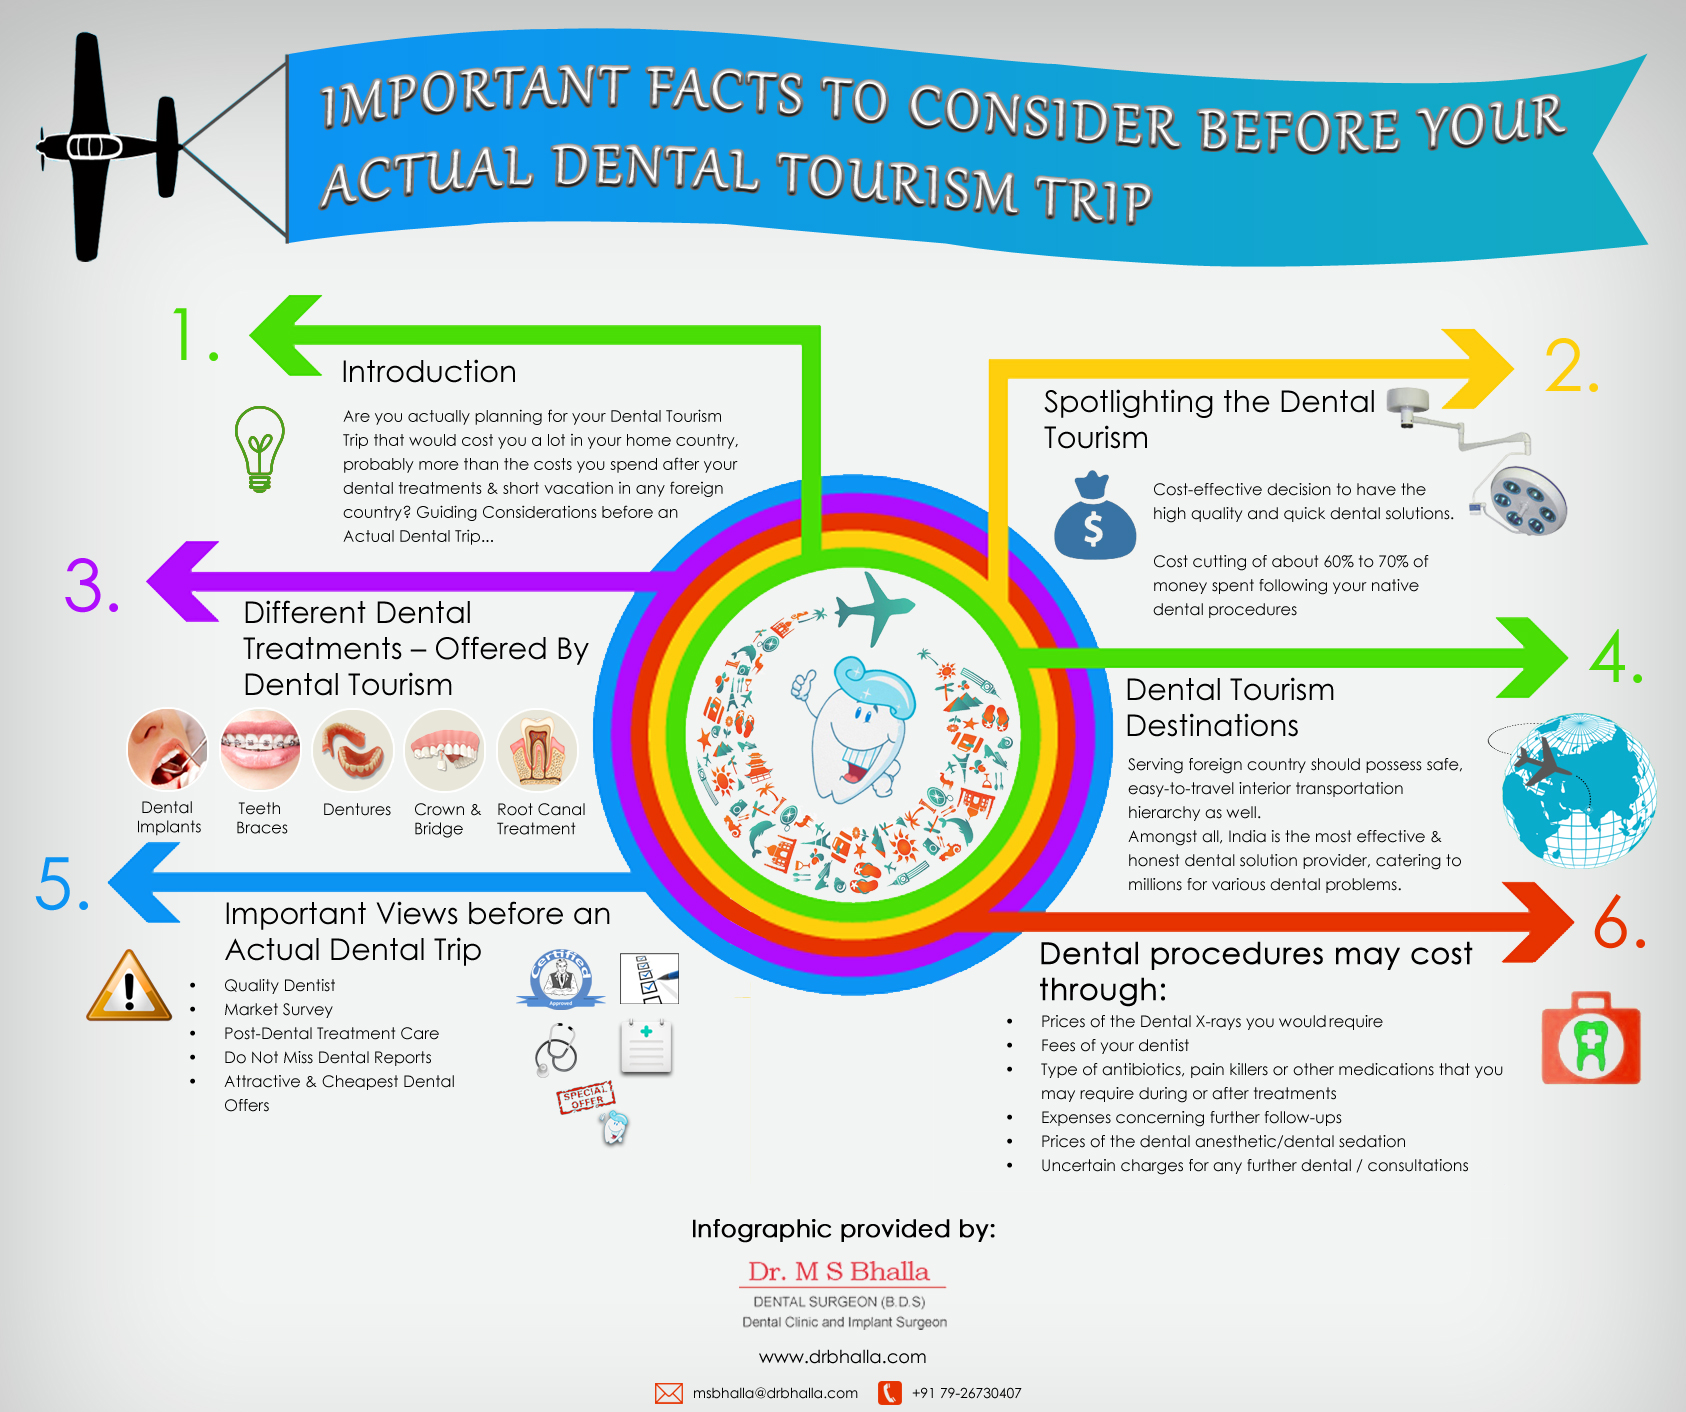 IMPORTANT FACTS TO CONSIDER BEFORE YOUR
ACTUAL DENTAL TOURISM TRIP
1.
Introduction
Are you actually planning for your Dental Tourism
Trip that would cost you a lot in your home country,
probably more than the costs you spend after your
dental treatments & short vacation in any foreign
country? Guiding Considerations before an
Actual Dental Trip...
2.
Spotlighting the Dental
Tourism
$
Cost-effective decision to have the
high quality and quick dental solutions.
Cost cutting of about 60% to 70% of
money spent following your native
dental procedures
3.
Different Dental
Treatments – Offered By
Dental Tourism
Dental
Implants
Teeth
Braces
Dentures
Crown &
Bridge
Root Canal
Treatment
4.
Dental Tourism
Destinations
Serving foreign country should possess safe,
easy-to-travel interior transportation
hierarchy as well.
Amongst all, India is the most effective &
honest dental solution provider, catering to
millions for various dental problems.
5.
Important Views before an
Actual Dental Trip
• Quality Dentist
• Market Survey
• Post-Dental Treatment Care
• Do Not Miss Dental Reports
• Attractive & Cheapest Dental
Offers
Certified
Approved
SPECIAL
OFFER
6.
Dental procedures may cost
through:
• Prices of the Dental X-rays you would require
• Fees of your dentist
• Type of antibiotics, pain killers or other medications that you
may require during or after treatments
• Expenses concerning further follow-ups
• Prices of the dental anesthetic/dental sedation
• Uncertain charges for any further dental / consultations
Infographic provided by:
Dr. M S Bhalla
DENTAL SURGEON (B.D.S)
Dental Clinic and Implant Surgeon
www.drbhalla.com
msbhalla@drbhalla.com
+91 79-26730407